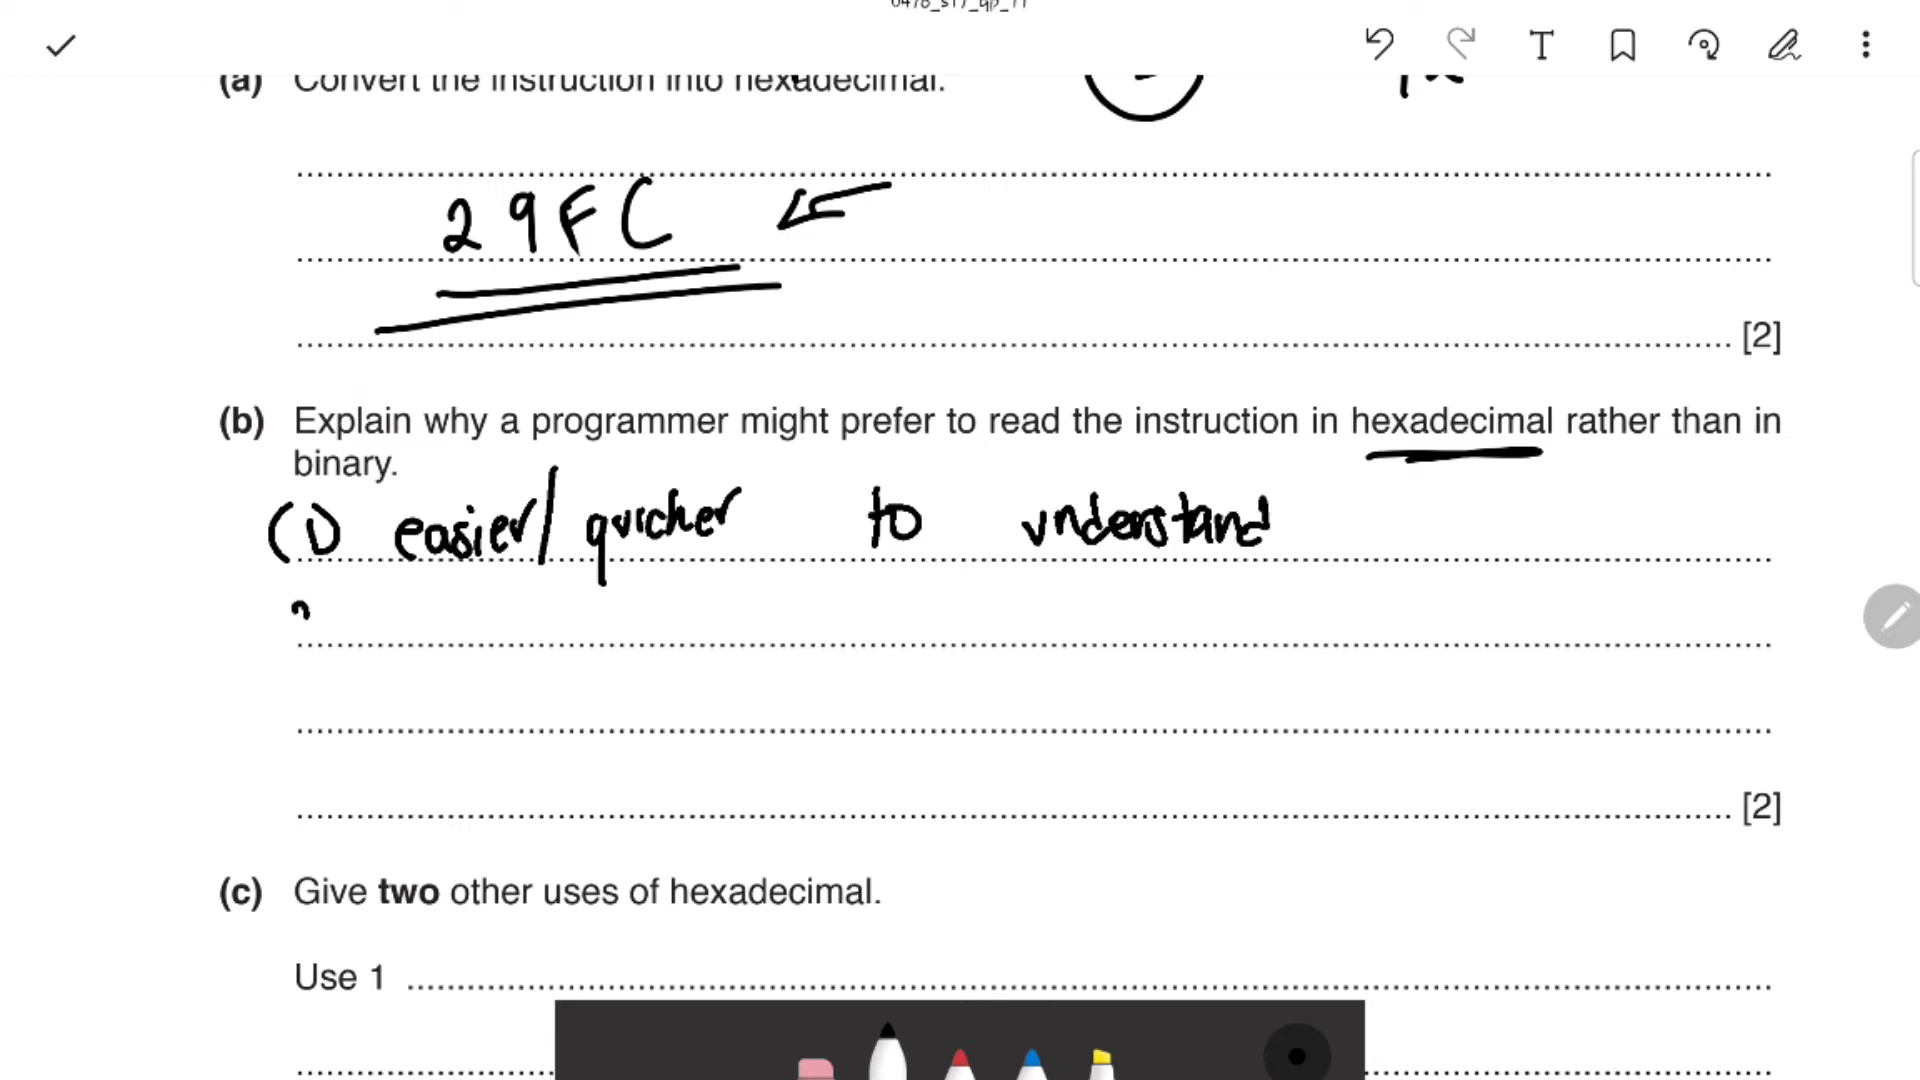 (a) Convert the instruction into hexadecimal.
29FC
[2]
(b) Explain why a programmer might prefer to read the instruction in hexadecimal rather than in
binary.
(1) easier/quicker to understand
[2]
(c) Give two other uses of hexadecimal.
Use 1